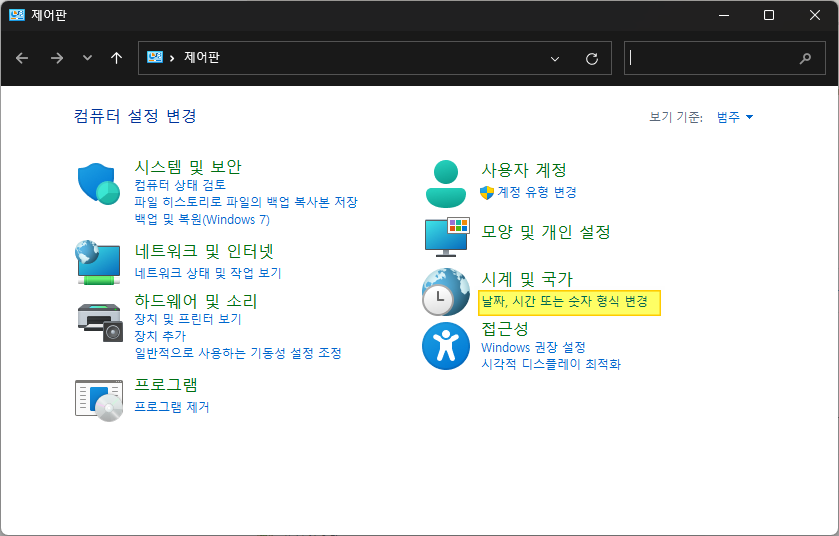 제어판
제어판
컴퓨터 설정 변경
보기 기준: 범주
시스템 및 보안
컴퓨터 상태 검토
파일 히스토리로 파일의 백업 복사본 저장
백업 및 복원(Windows 7)
네트워크 및 인터넷
네트워크 상태 및 작업 보기
하드웨어 및 소리
장치 및 프린터 보기
장치 추가
일반적으로 사용하는 기동성 설정 조정
프로그램
프로그램 제거
사용자 계정
계정 유형 변경
모양 및 개인 설정
시계 및 국가
날짜, 시간 또는 숫자 형식 변경
접근성
Windows 권장 설정
시각적 디스플레이 최적화